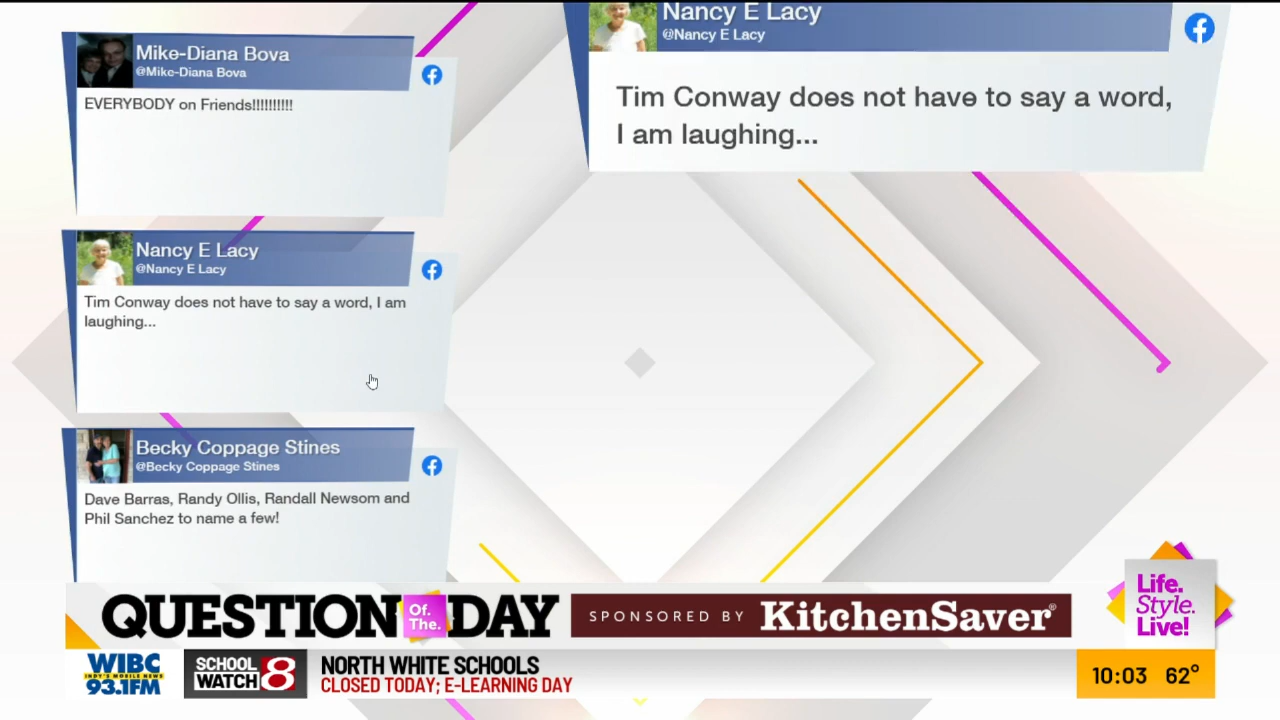 Mike-Diana Bova
@Mike-Diana Bova
EVERYBODY on Friends!!!!!!!!!!
Nancy E Lacy
@Nancy E Lacy
Tim Conway does not have to say a word, I am
laughing...
Becky Coppage Stines
@Becky Coppage Stines
Dave Barras, Randy Ollis, Randall Newsom and
Phil Sanchez to name a few!
Nancy E Lacy
@Nancy E Lacy
Tim Conway does not have to say a word,
I am laughing...
QUESTION Of. The. DAY
SPONSORED BY KitchenSaver®
Life.
Style.
Live!
WIBC
INDY'S MOBILE NEWS
93.1FM
SCHOOL
WATCH 8
NORTH WHITE SCHOOLS
CLOSED TODAY; E-LEARNING DAY
10:03 62°